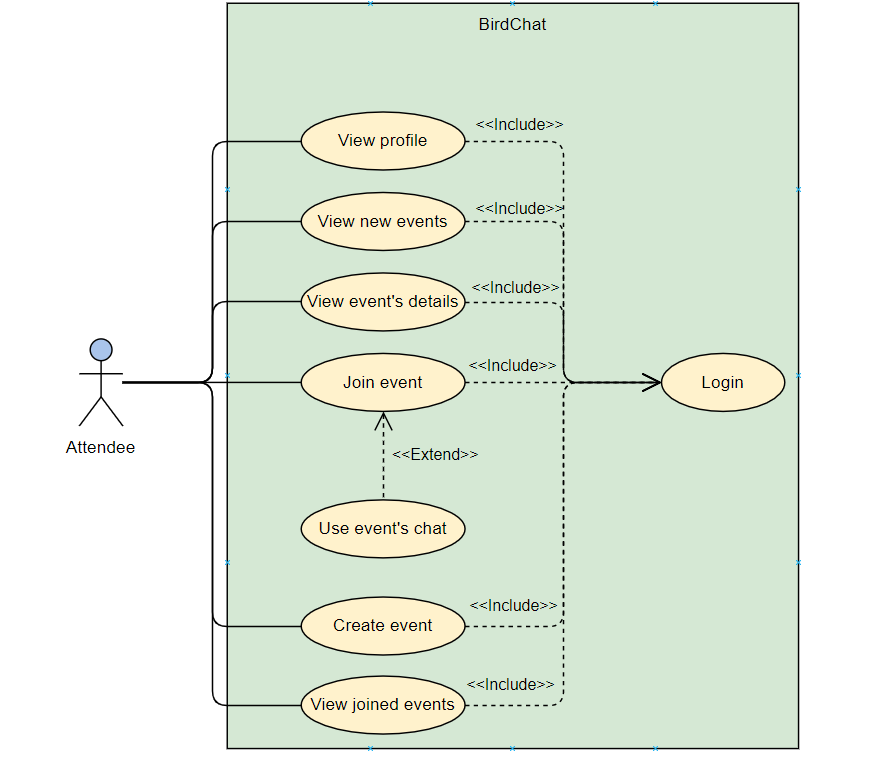 BirdChat
View profile
<<Include>>
View new events
<<Include>>
View event's details
<<Include>>
Join event
<<Include>>
Login
Attendee
<<Extend>>
Use event's chat
Create event
<<Include>>
View joined events
<<Include>>